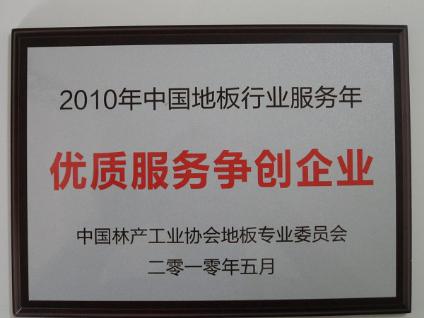 2010年中国地板行业服务年
优质服务争创企业
中国林产工业协会地板专业委员会
二零一零年五月